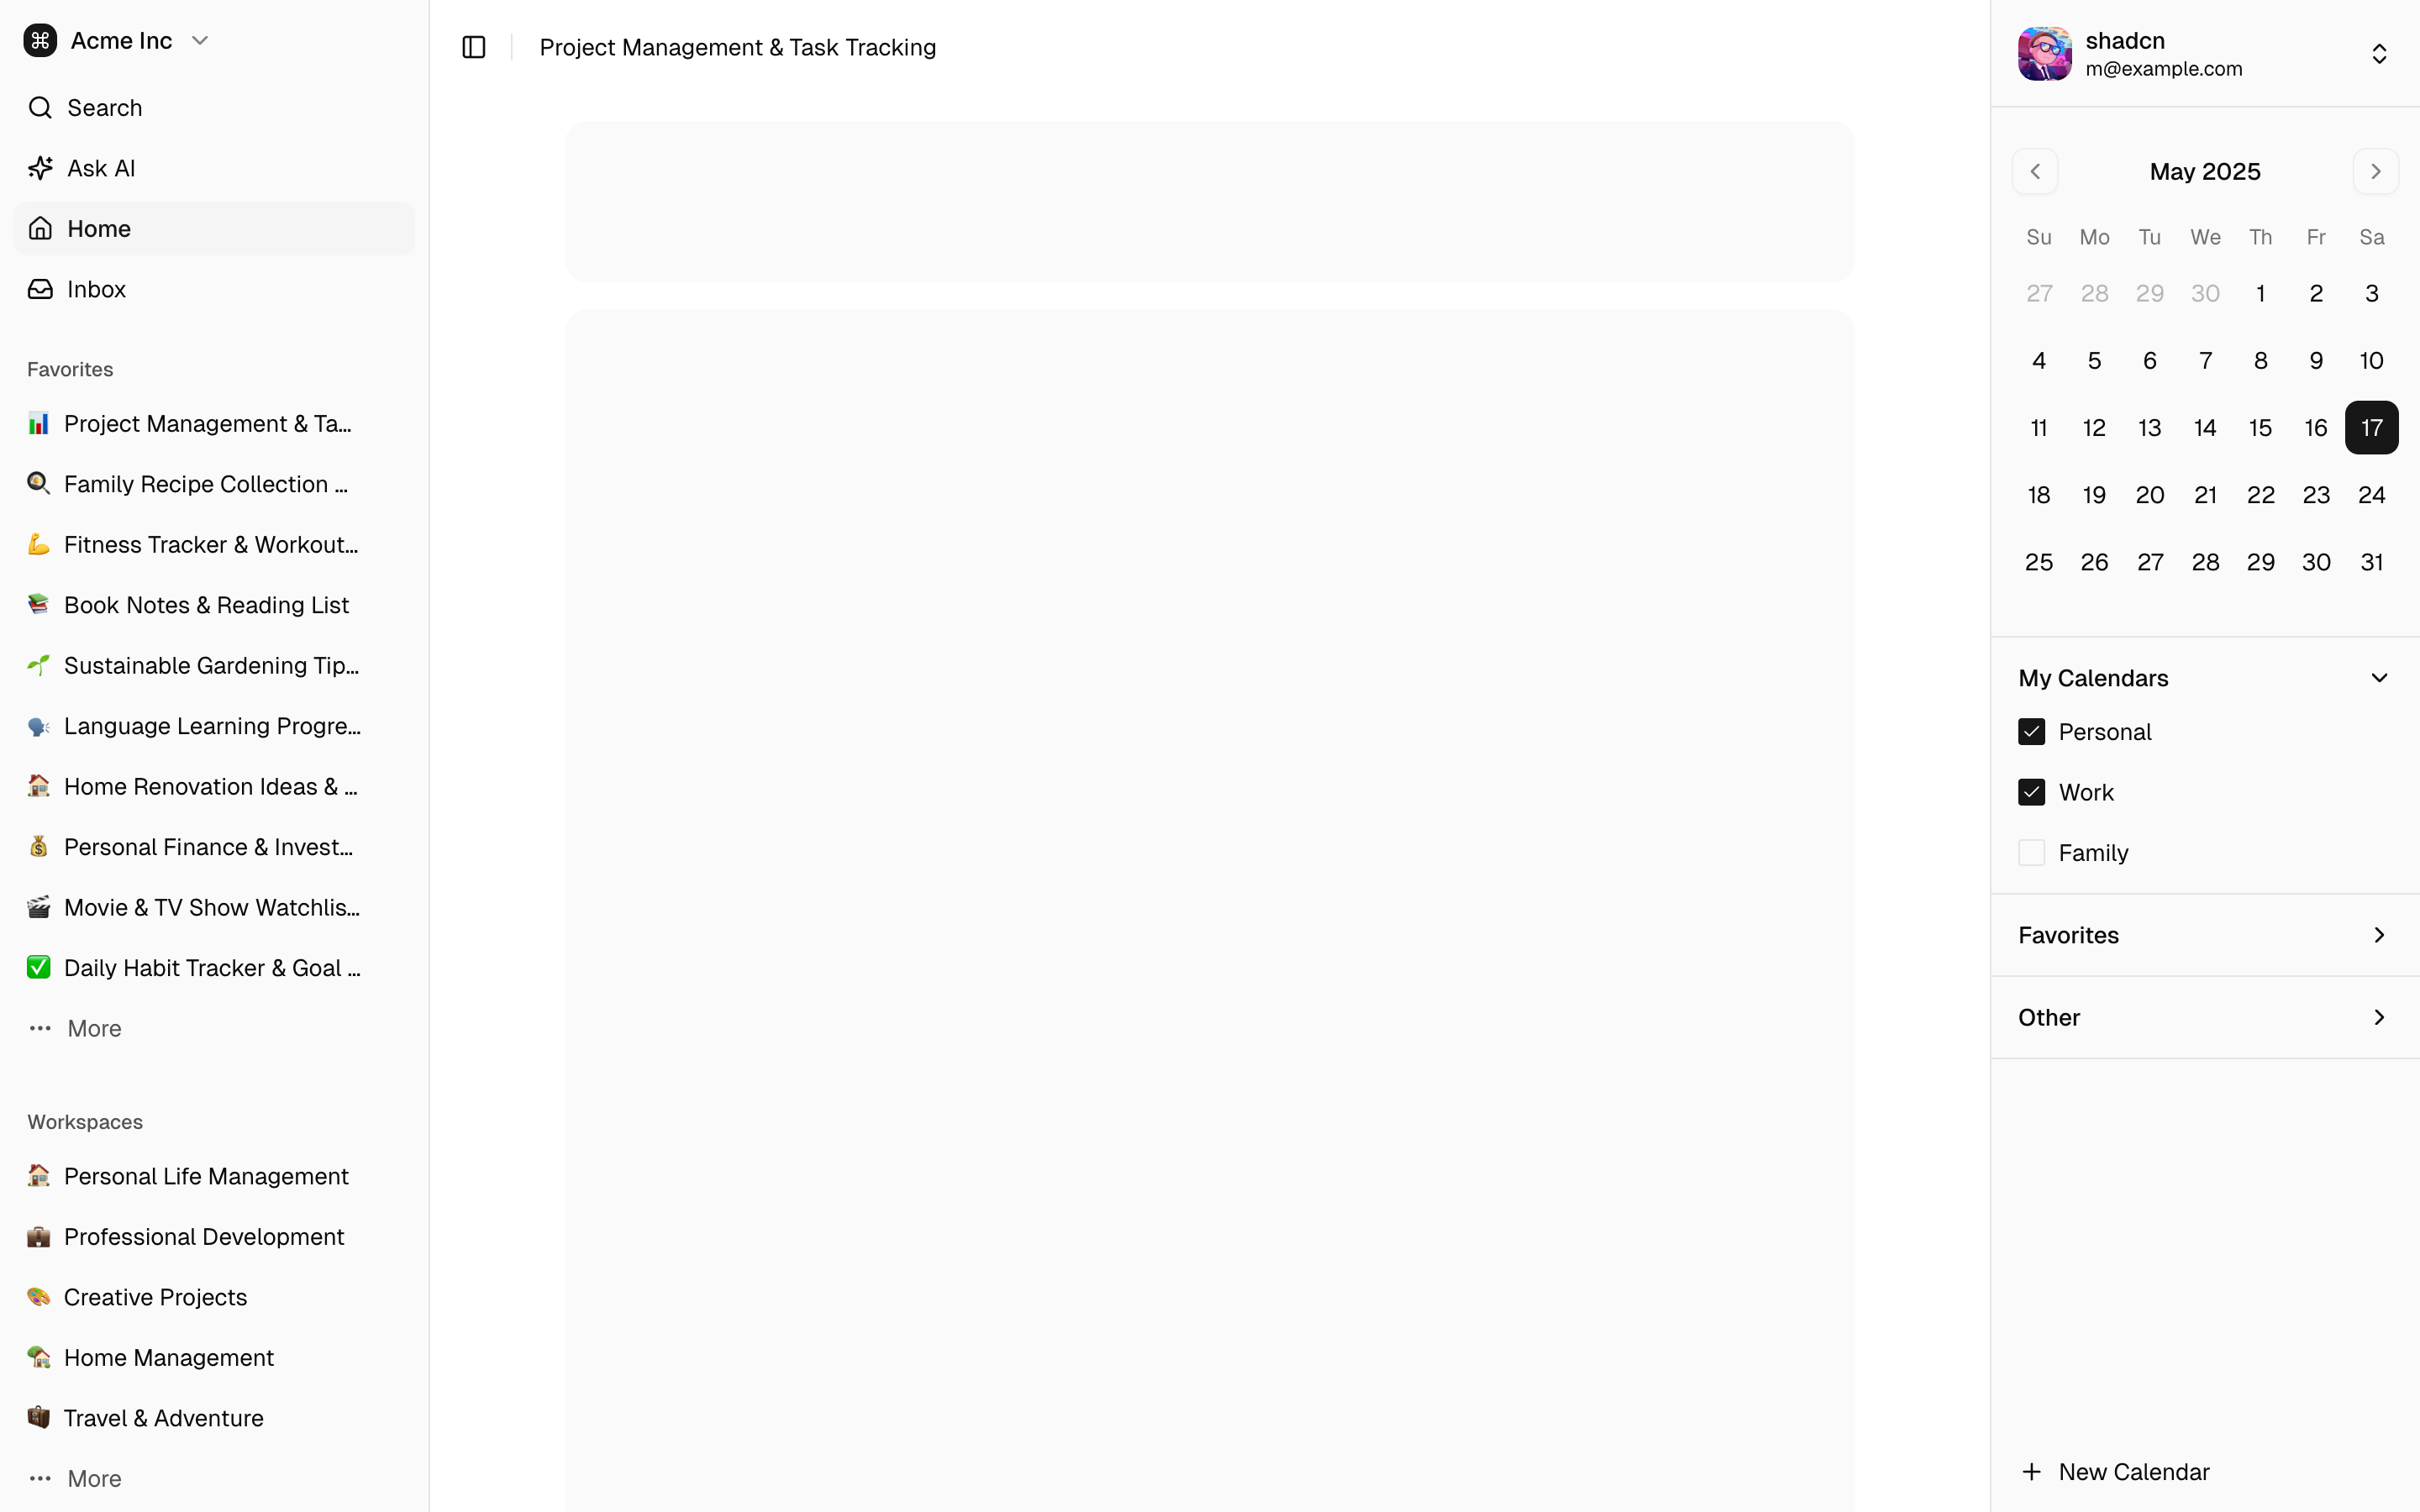 Acme Inc
Search
Ask AI
Home
Inbox
Favorites
Project Management & Ta...
Family Recipe Collection ...
Fitness Tracker & Workout...
Book Notes & Reading List
Sustainable Gardening Tip...
Language Learning Progre...
Home Renovation Ideas & ...
Personal Finance & Invest...
Movie & TV Show Watchlis...
Daily Habit Tracker & Goal ...
More
Workspaces
Personal Life Management
Professional Development
Creative Projects
Home Management
Travel & Adventure
More
Project Management & Task Tracking
shadcn
m@example.com
May 2025
Su Mo Tu We Th Fr Sa
27 28 29 30 1 2 3
4 5 6 7 8 9 10
11 12 13 14 15 16 17
18 19 20 21 22 23 24
25 26 27 28 29 30 31
My Calendars
Personal
Work
Family
Favorites
Other
New Calendar